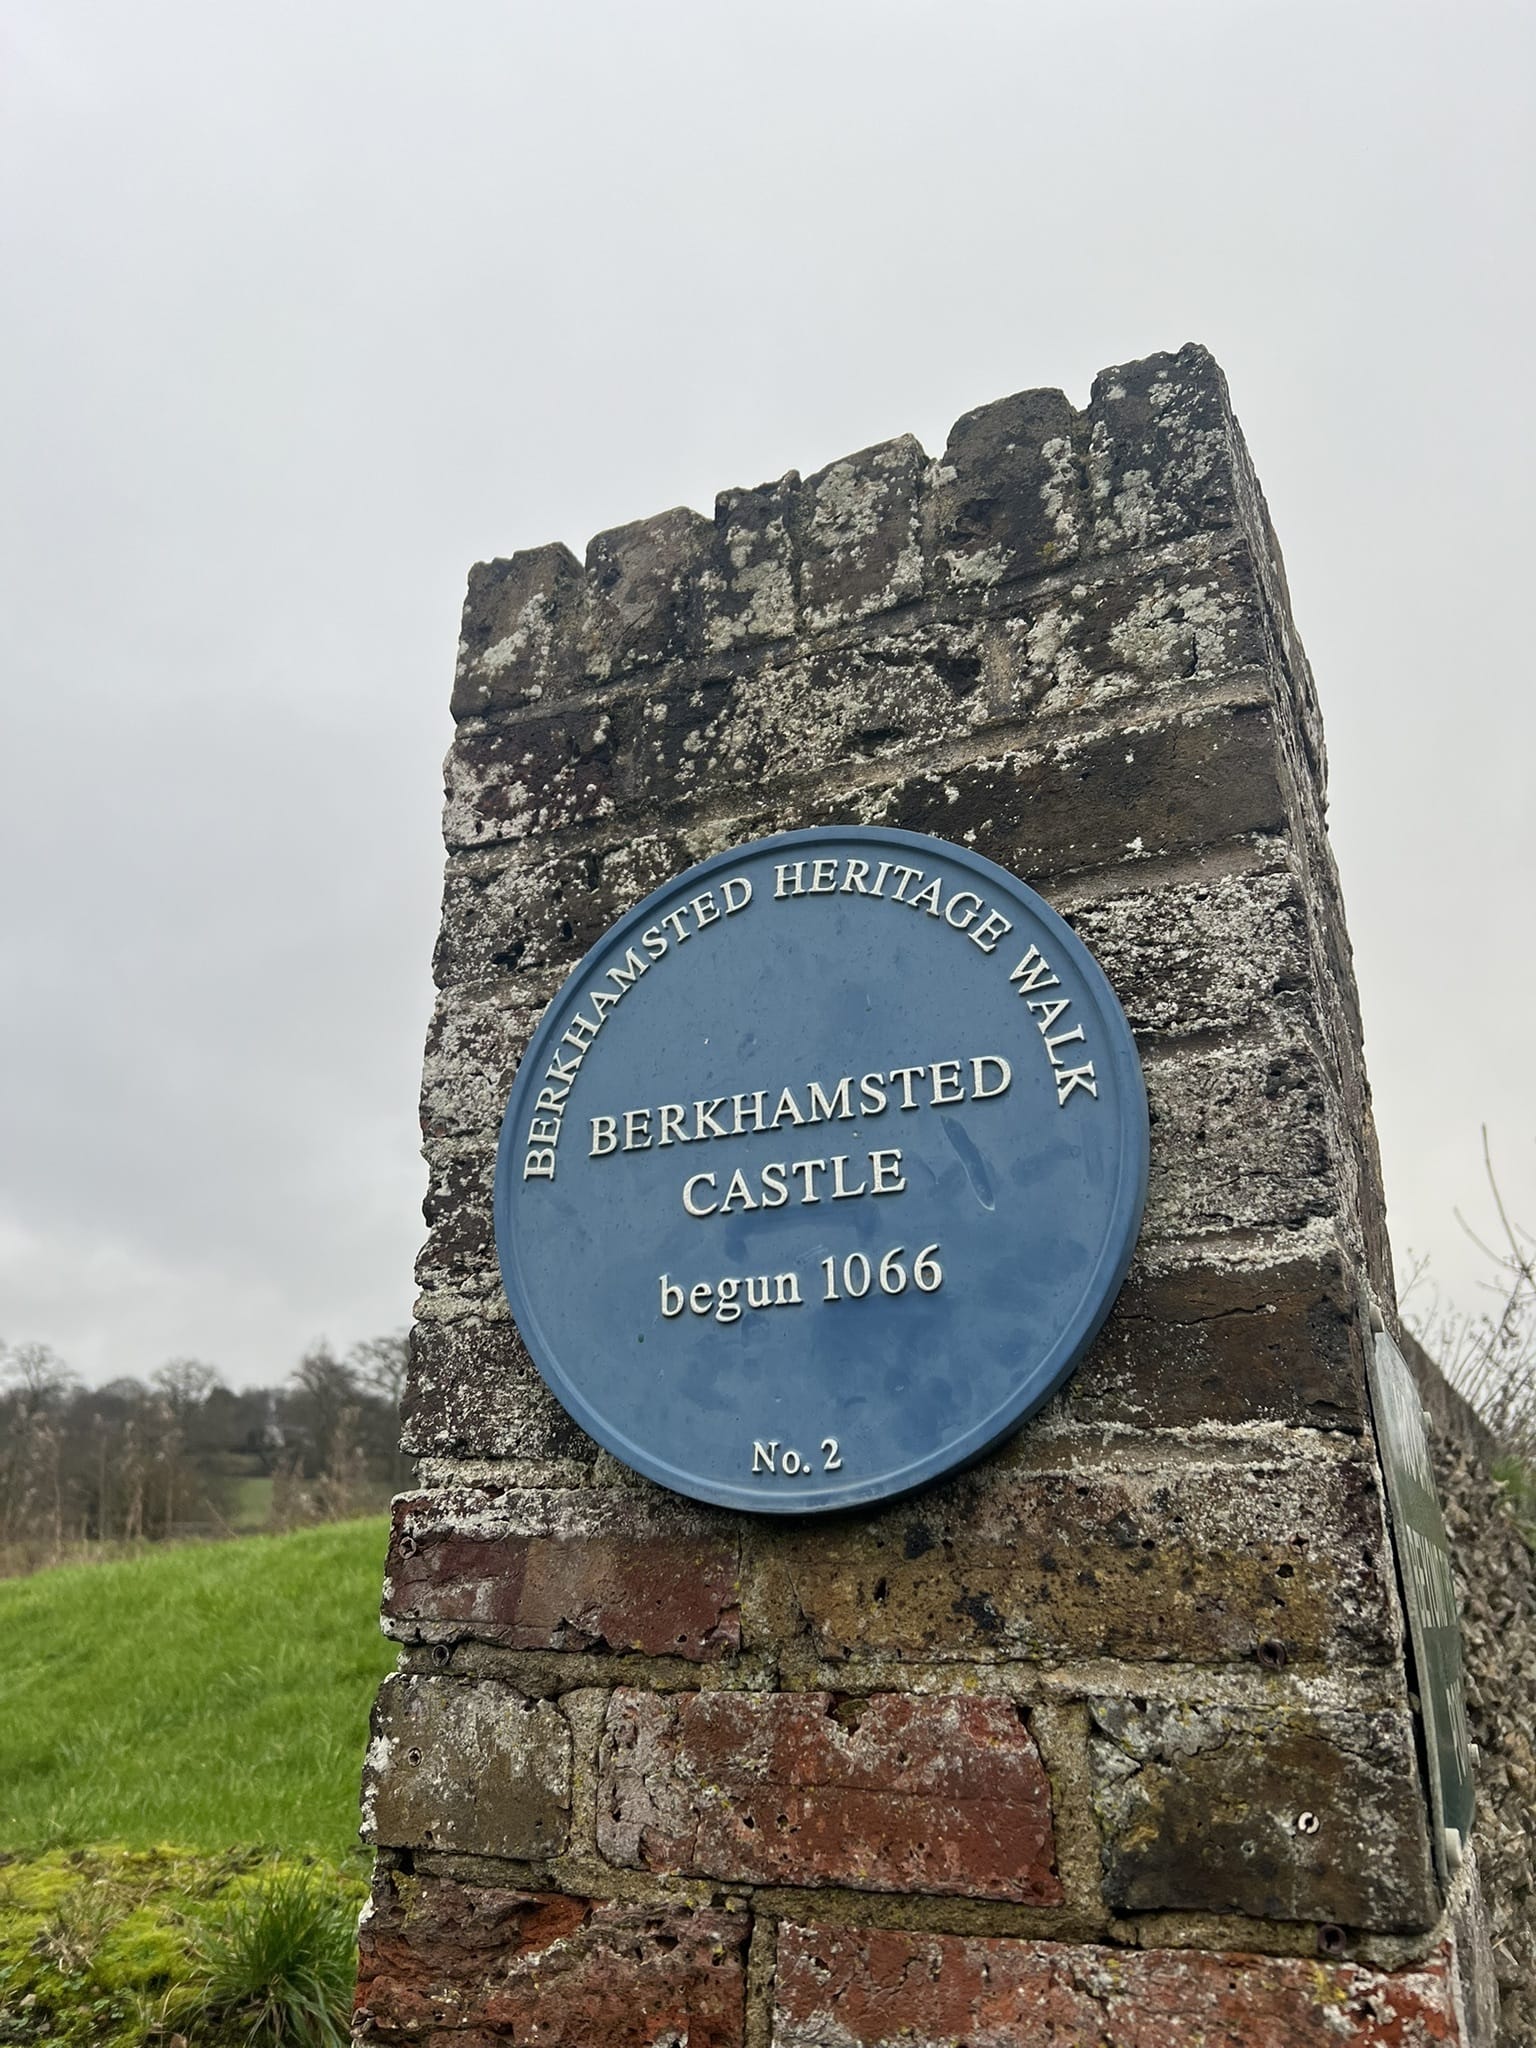 BERKHAMSTED HERITAGE WALK
BERKHAMSTED
CASTLE
begun 1066
No. 2